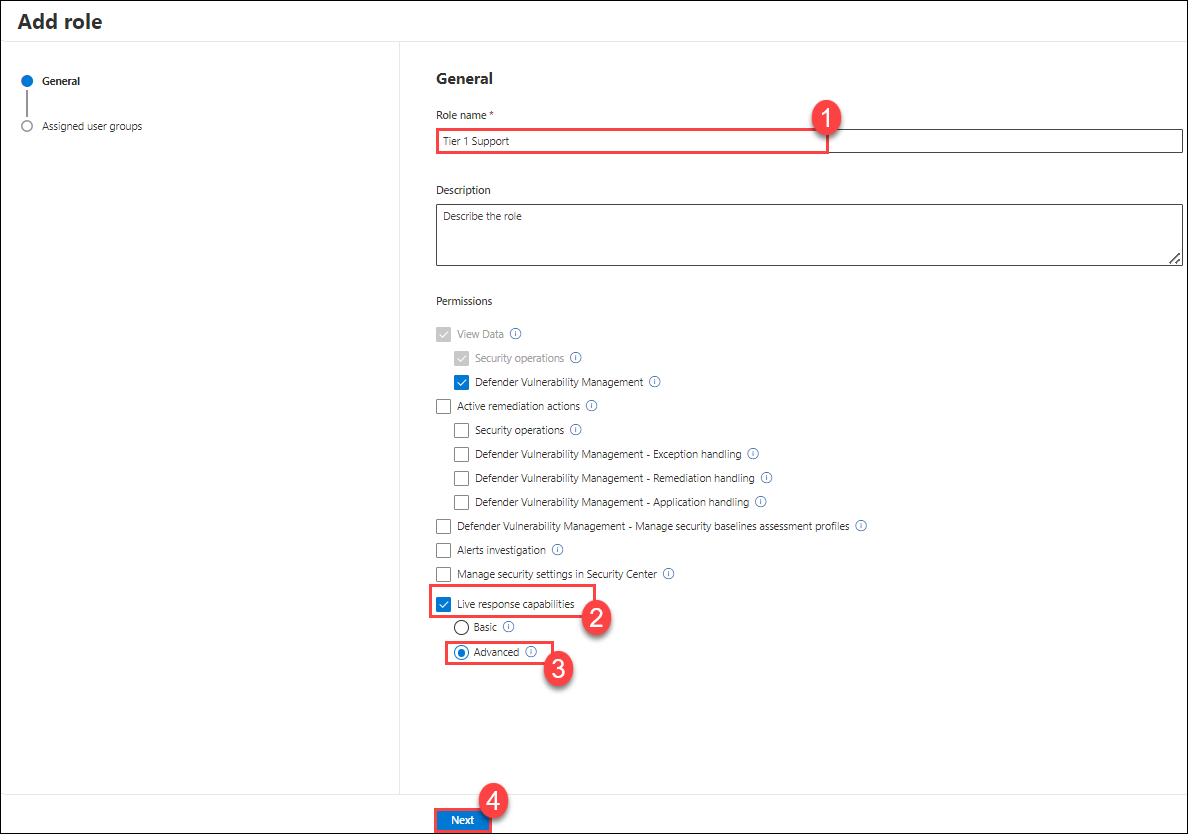 Add role
General
Assigned user groups
General
Role name *
1
Tier 1 Support
Description
Describe the role
Permissions
View Data
Security operations
Defender Vulnerability Management
Active remediation actions
Security operations
Defender Vulnerability Management - Exception handling
Defender Vulnerability Management - Remediation handling
Defender Vulnerability Management - Application handling
Defender Vulnerability Management - Manage security baselines assessment profiles
Alerts investigation
Manage security settings in Security Center
Live response capabilities
2
Basic
Advanced
3
4
Next